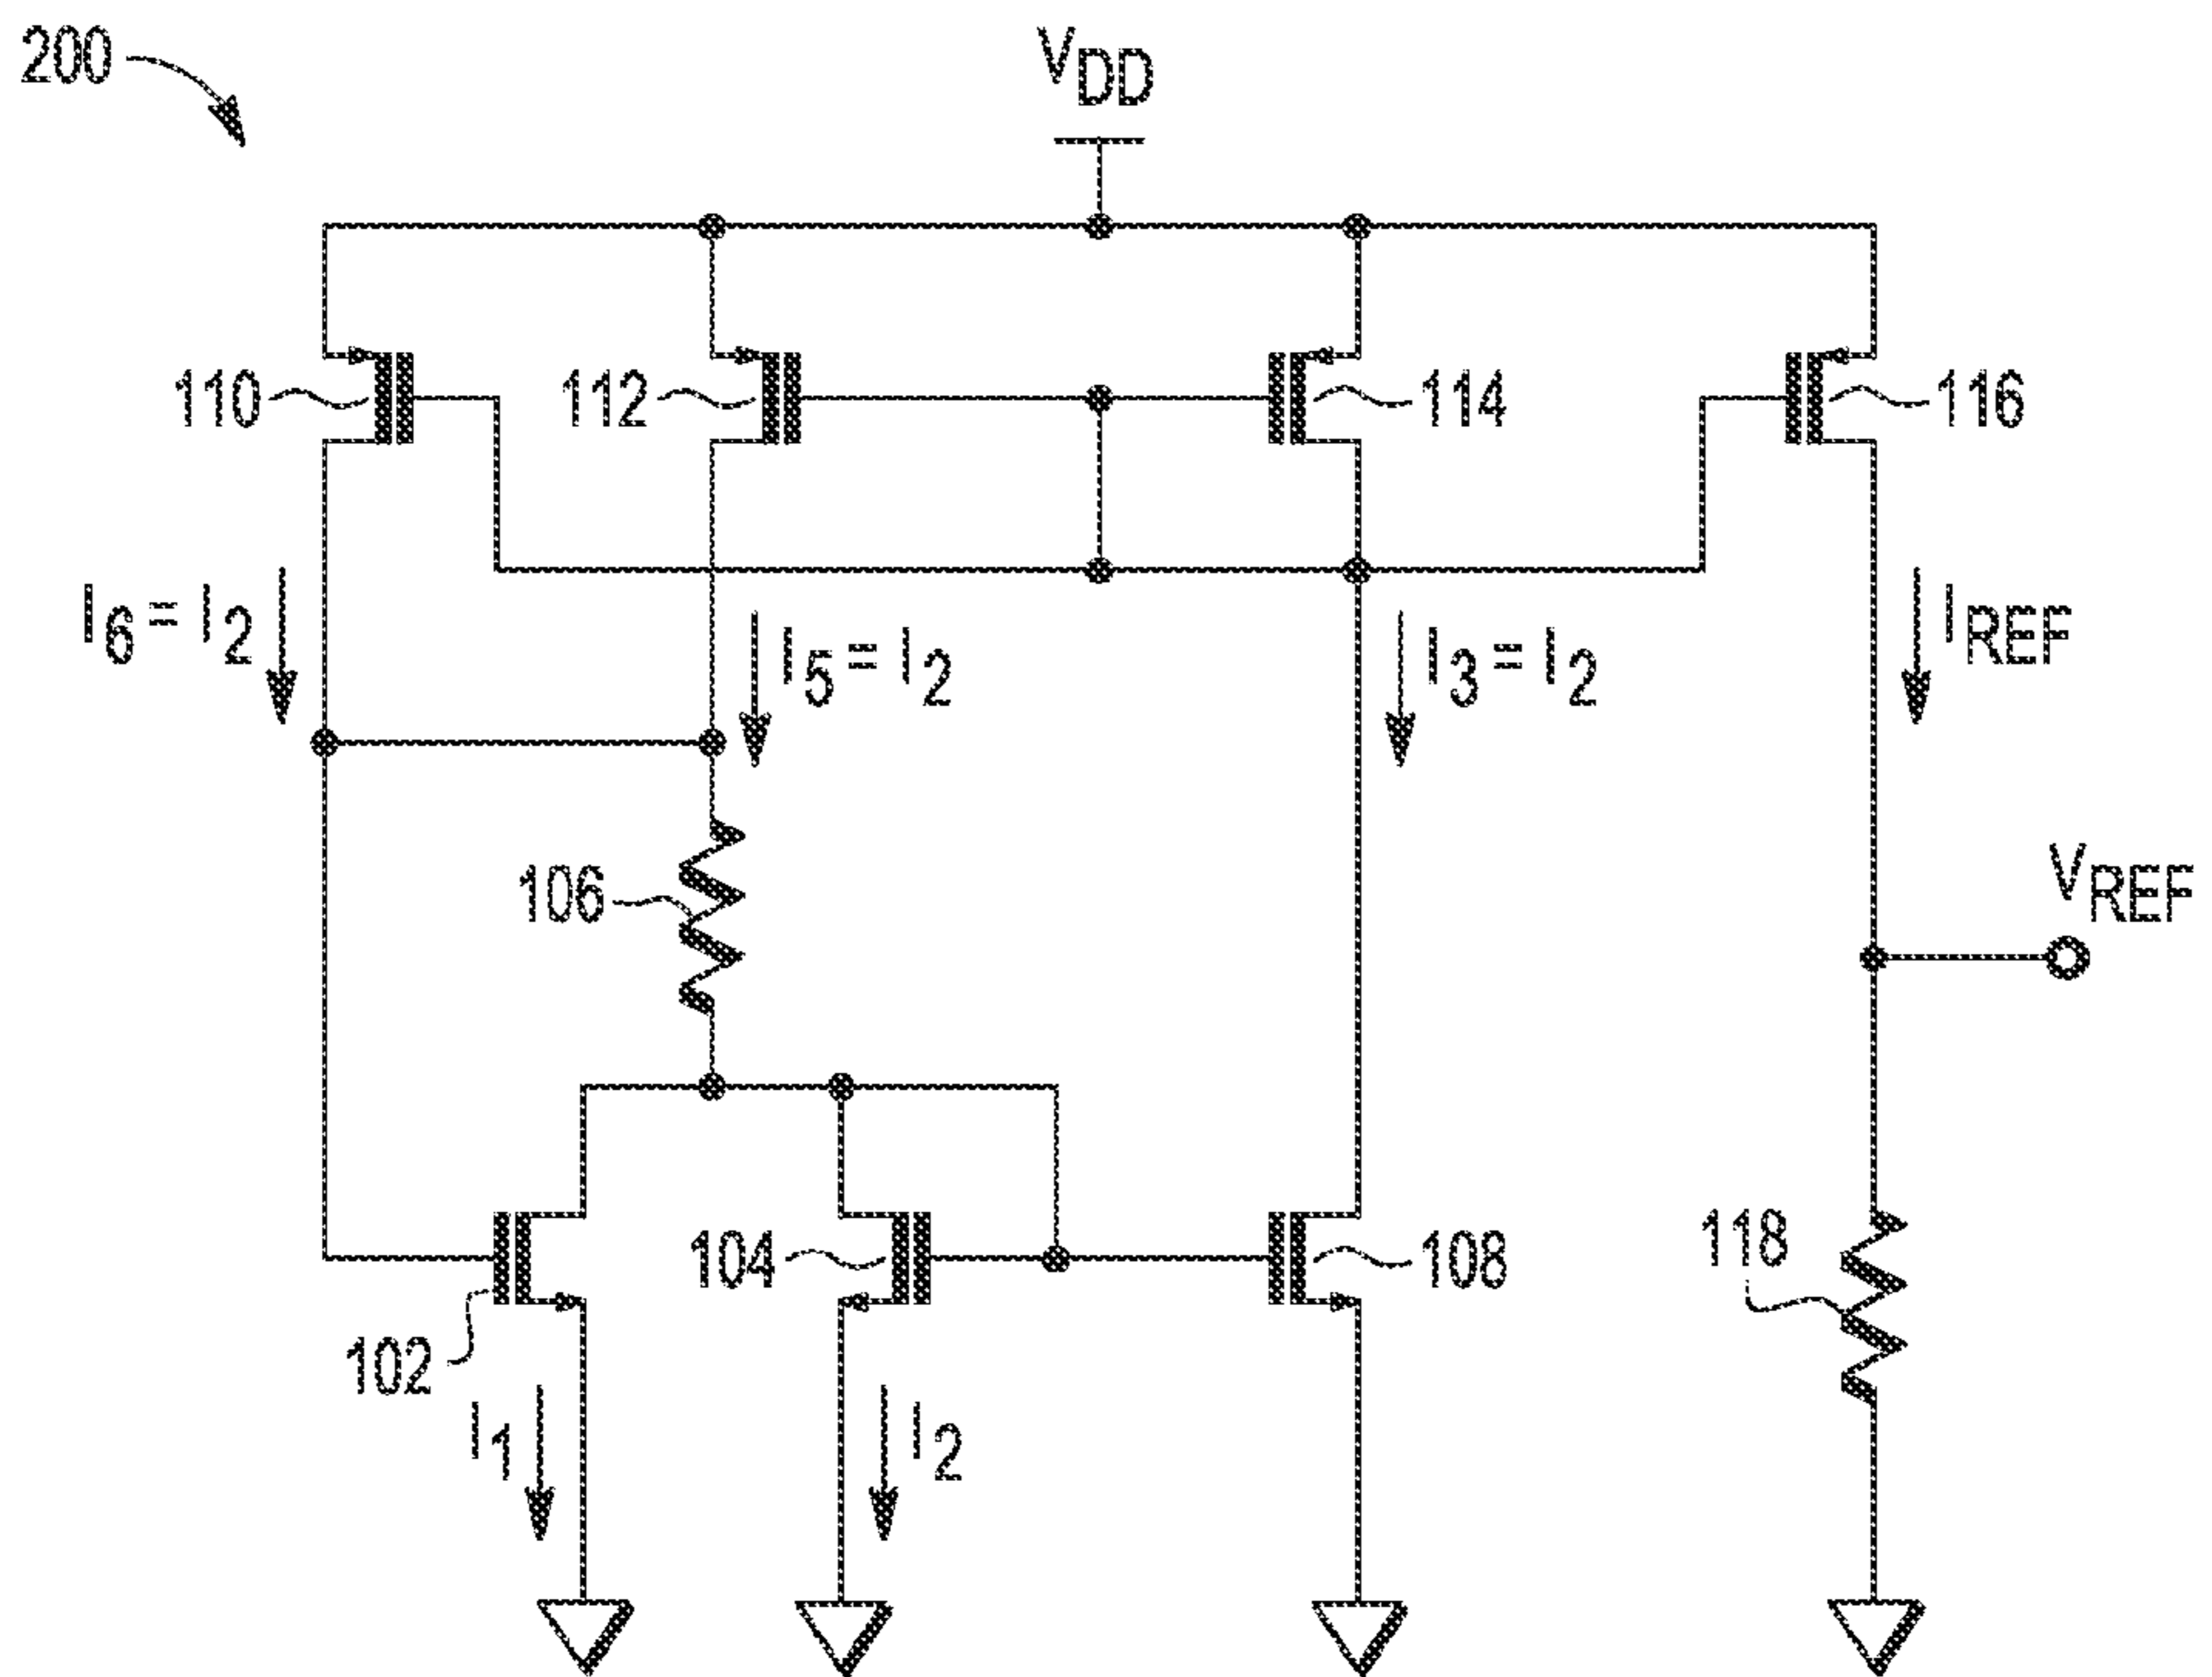 200
VDD
110
112
114
116
I6 = I2
I5 = I2
I3 = I2
IREF
106
VREF
102
104
108
118
I1
I2